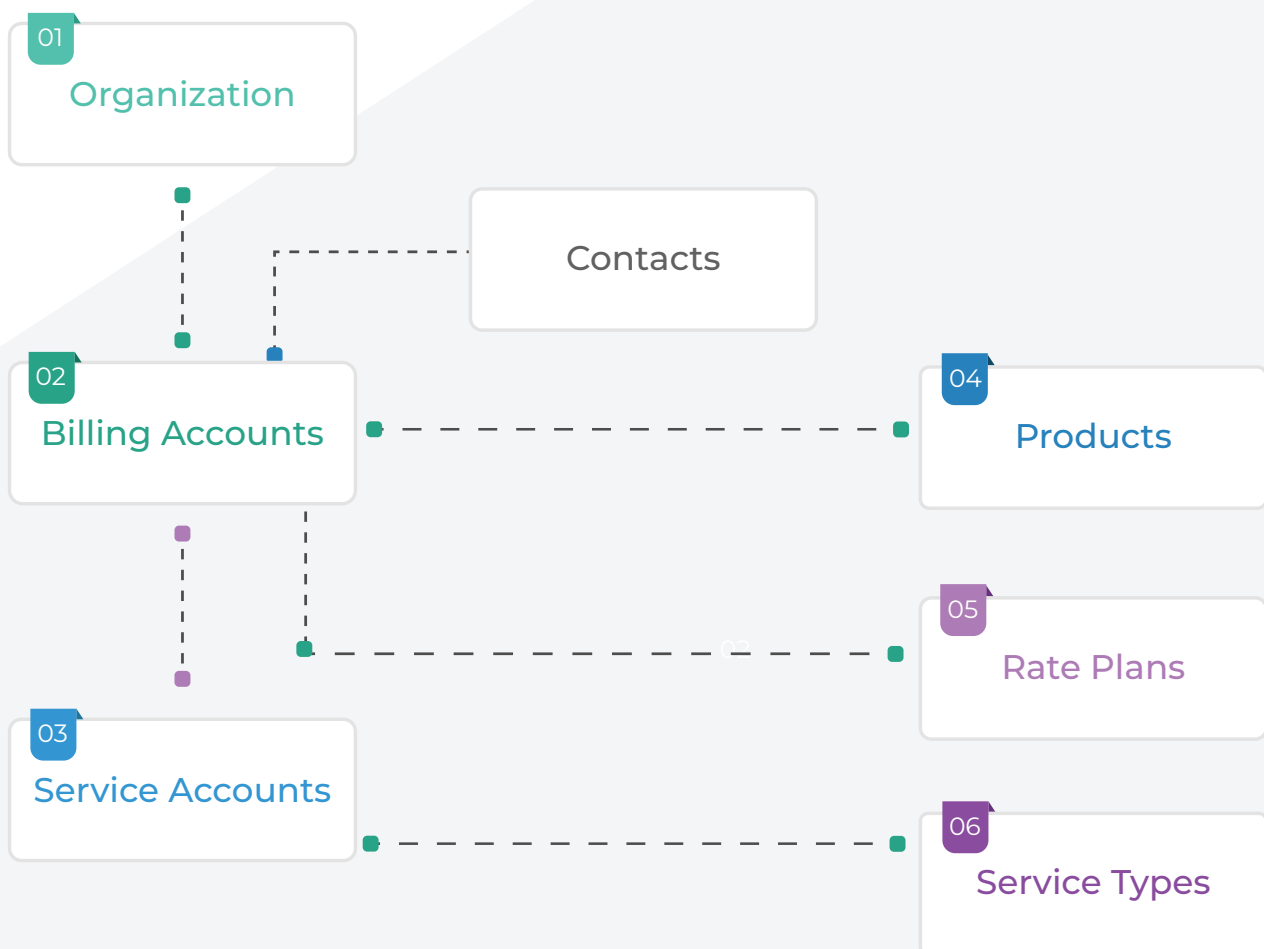 01
Organization
Contacts
02
Billing Accounts
04
Products
05
Rate Plans
03
Service Accounts
06
Service Types